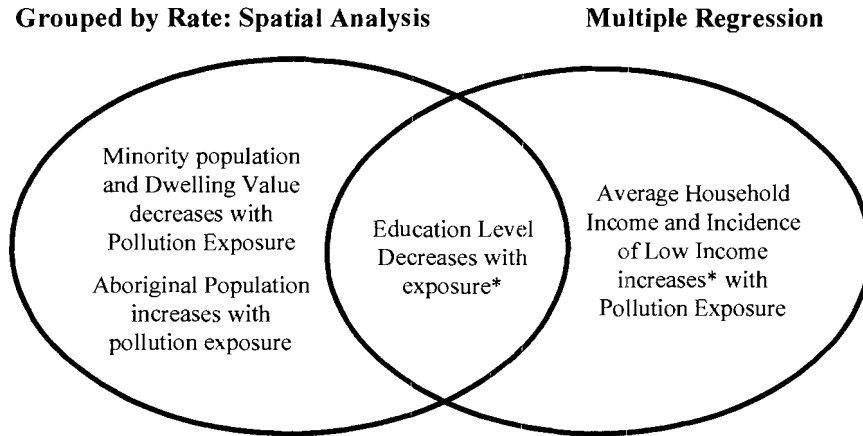 Grouped by Rate: Spatial Analysis
Multiple Regression
Minority population
and Dwelling Value
decreases with
Pollution Exposure
Aboriginal Population
increases with
pollution exposure
Education Level
Decreases with
exposure*
Average Household
Income and Incidence
of Low Income
increases* with
Pollution Exposure